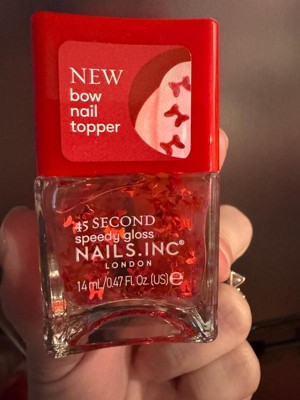 NEW
bow
nail
topper
45 SECOND
speedy gloss
NAILS.INC®
LONDON
14 mL/0.47 Fl. Oz. (US) ℮